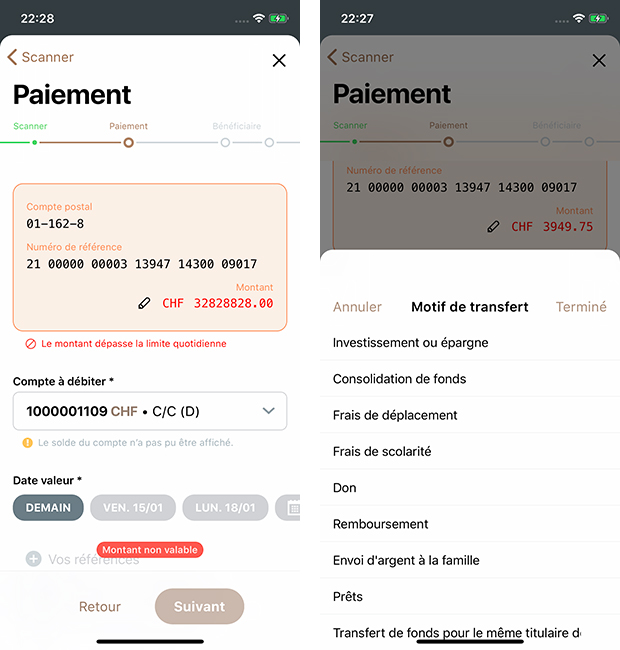 22:28
Scanner
Paiement
Scanner
Paiement
Bénéficiaire
Compte postal
01-162-8
Numéro de référence
21 00000 00003 13947 14300 09017
Montant
CHF 32828828.00
Le montant dépasse la limite quotidienne
Compte à débiter *
1000001109 CHF • C/C (D)
Le solde du compte n'a pas pu être affiché.
Date valeur *
DEMAIN VEN. 15/01 LUN. 18/01
Montant non valable
Vos références
Retour Suivant
22:27
Scanner
Paiement
Scanner
Paiement
Bénéficiaire
Numéro de référence
21 00000 00003 13947 14300 09017
Montant
CHF 3949.75
Annuler Motif de transfert Terminé
Investissement ou épargne
Consolidation de fonds
Frais de déplacement
Frais de scolarité
Don
Remboursement
Envoi d'argent à la famille
Prêts
Transfert de fonds pour le même titulaire d